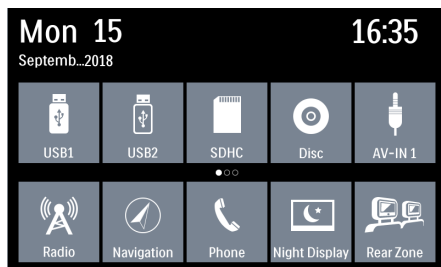 Mon 15 16:35
Septemb...2018
USB1 USB2 SDHC Disc AV-IN 1
Radio Navigation Phone Night Display Rear Zone